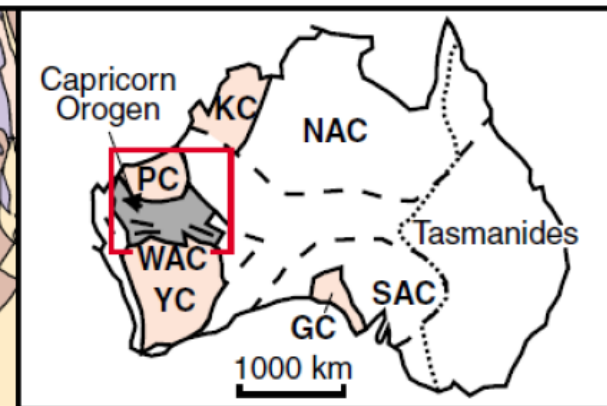 Capricorn
Orogen
KC
NAC
PC
Tasmanides
WAC
YC
SAC
GC
1000 km